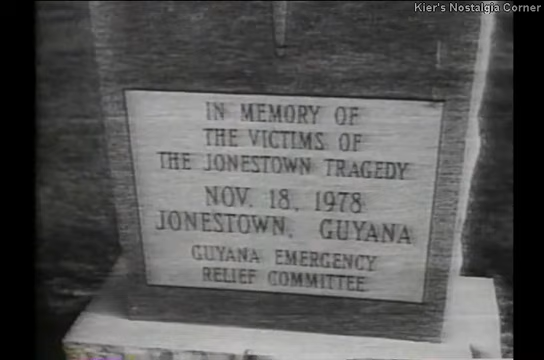 Kier's Nostalgia Corner
IN MEMORY OF
THE VICTIMS OF
THE JONESTOWN TRAGEDY
NOV. 18, 1978
JONESTOWN, GUYANA
GUYANA EMERGENCY
RELIEF COMMITTEE